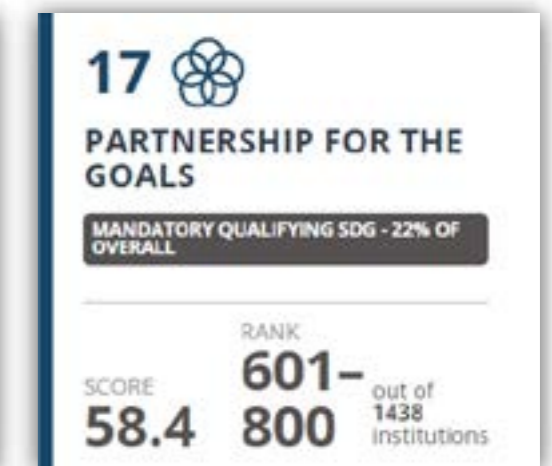 17
PARTNERSHIP FOR THE
GOALS
MANDATORY QUALIFYING SDG - 22% OF
OVERALL
SCORE
58.4
RANK
601–
800
out of
1438
institutions